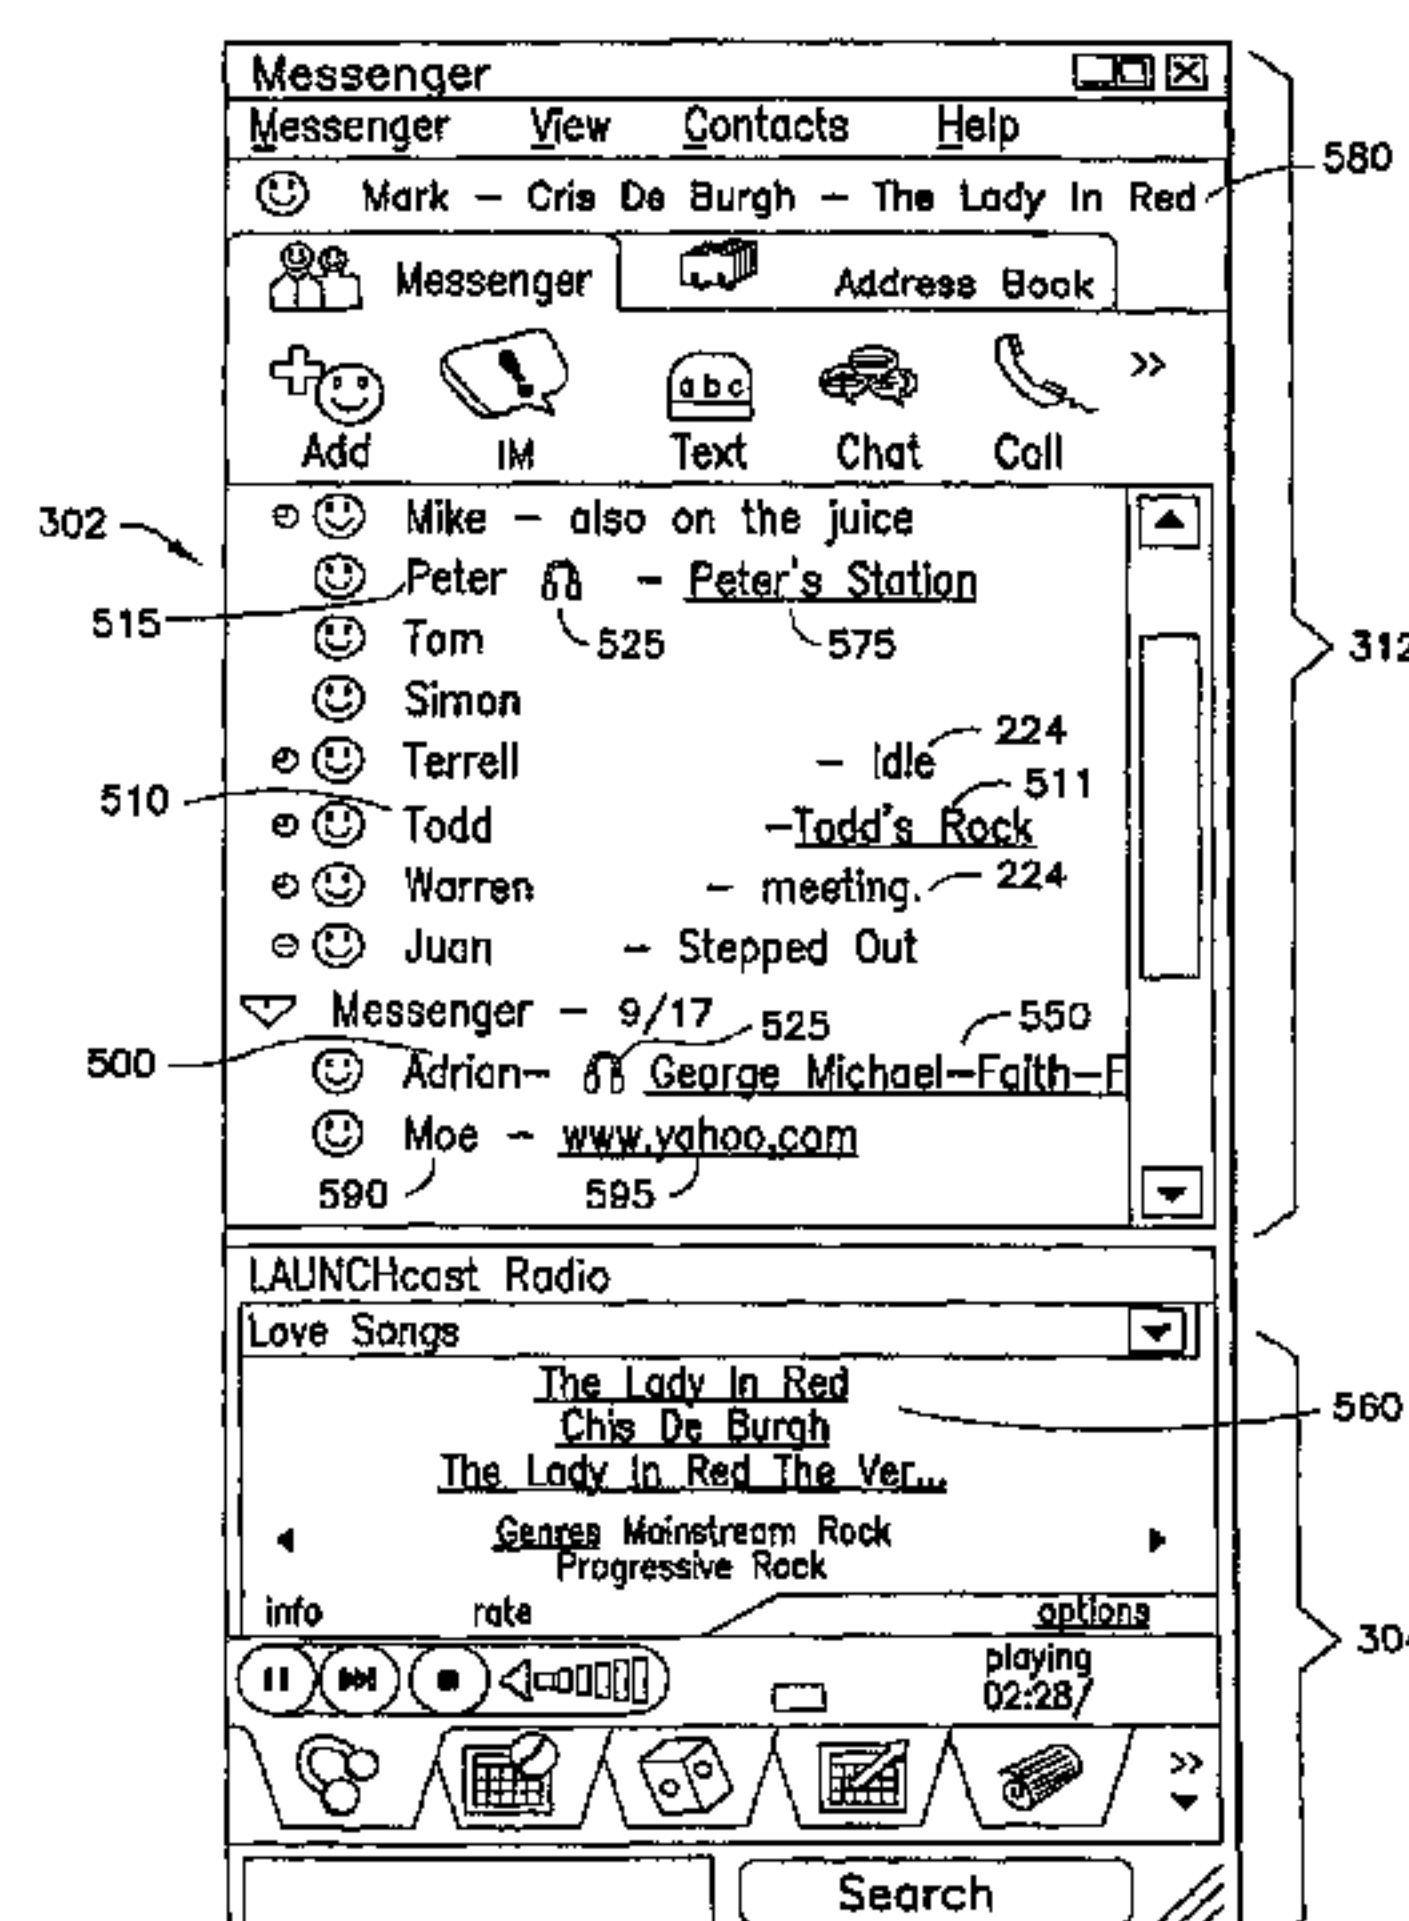 Messenger
Messenger View Contacts Help
580
Mark – Cris De Burgh – The Lady In Red
Messenger Address Book
abc
Add IM Text Chat Call »
302
Mike – also on the juice
Peter – Peter's Station
515 525 575
312
Tom
Simon
224
Terrell – Idle
511
510
Todd –Todd's Rock
Warren – meeting. 224
Juan – Stepped Out
Messenger – 9/17
525 550
500
Adrian– George Michael–Faith–F
Moe – www.yahoo,com
590 595
LAUNCHcast Radio
Love Songs
The Lady In Red
560
Chis De Burgh
The Lady In Red The Ver...
Genres Mainstream Rock
Progressive Rock
info rate options
304
playing
02:28/
»
Search